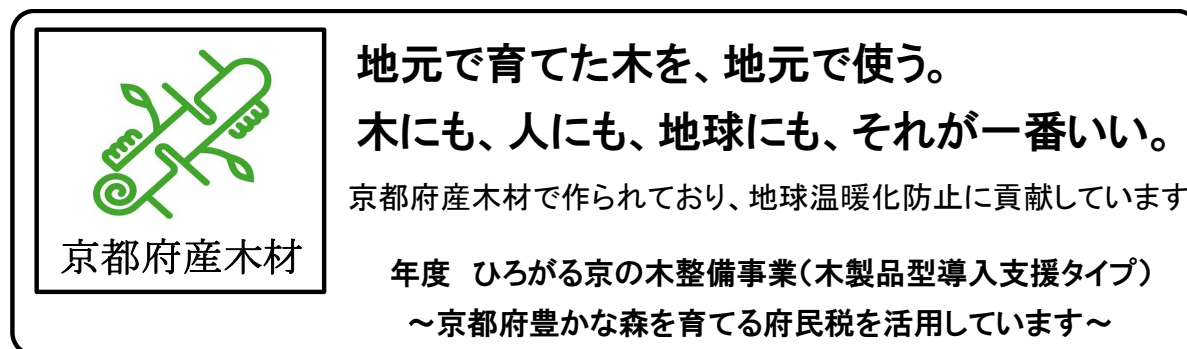 京都府産木材
地元で育てた木を、地元で使う。
木にも、人にも、地球にも、それが一番いい。
京都府産木材で作られており、地球温暖化防止に貢献しています
年度　ひろがる京の木整備事業（木製品型導入支援タイプ）
～京都府豊かな森を育てる府民税を活用しています～